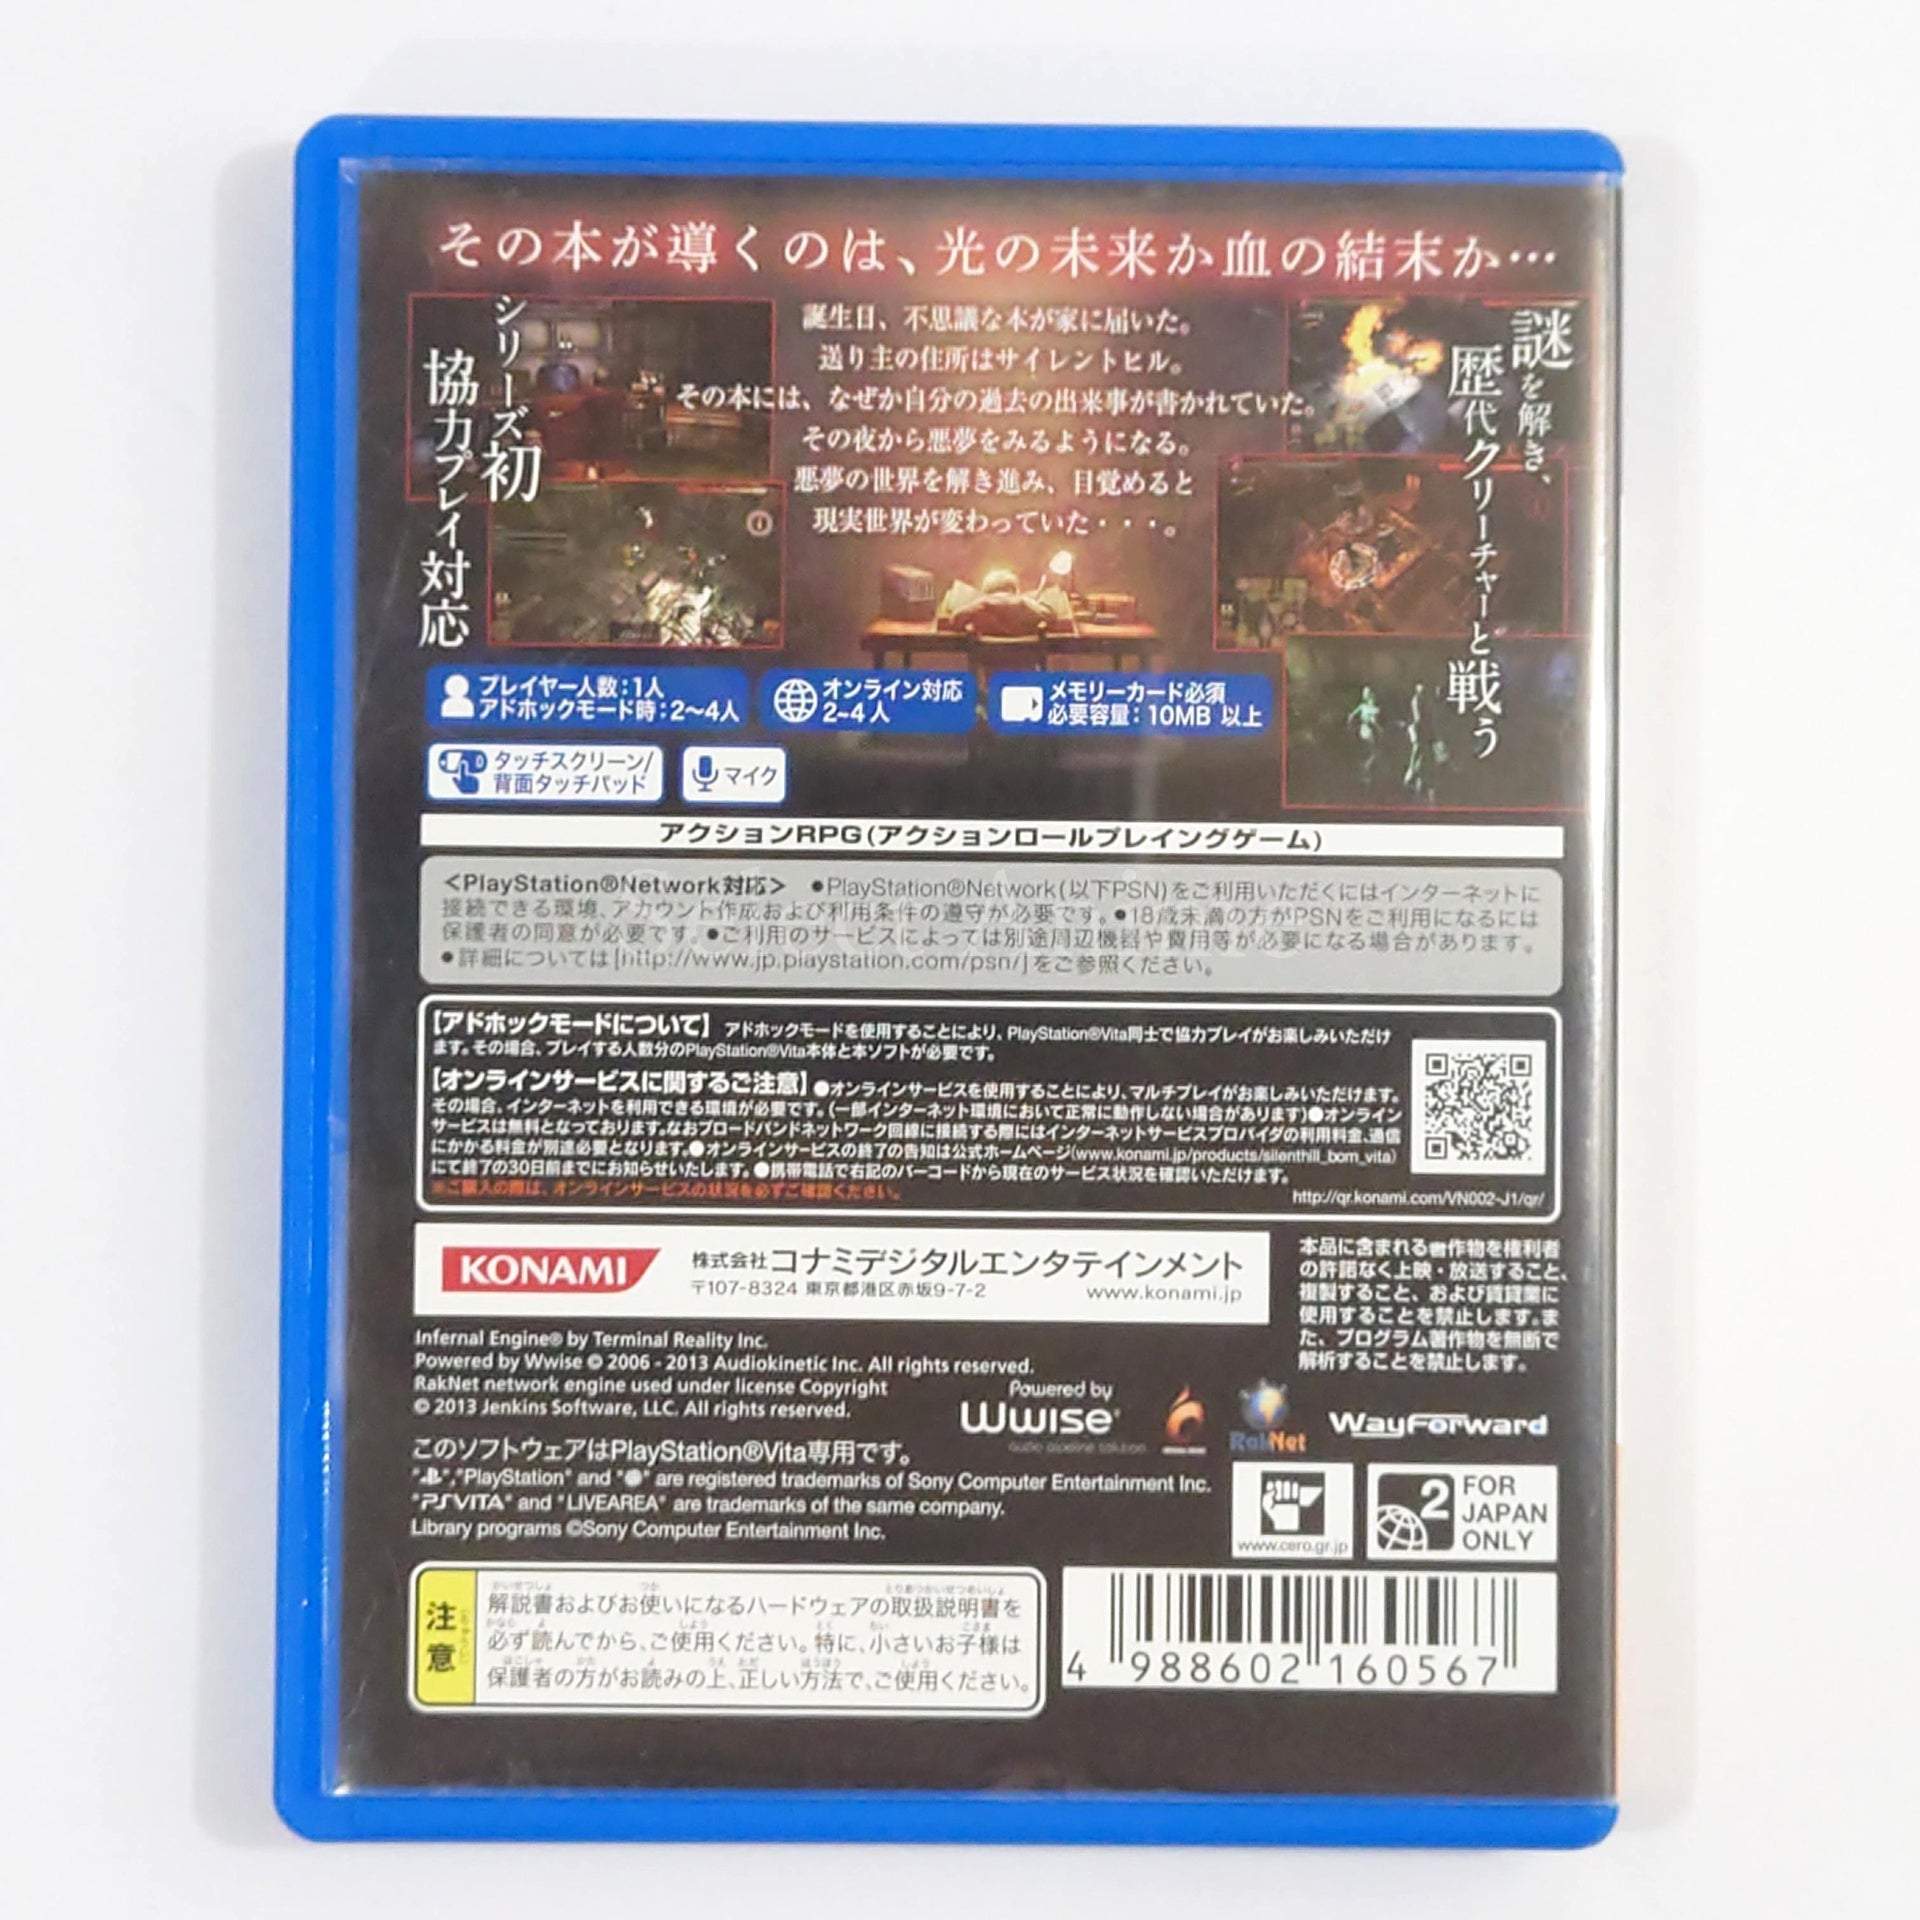 その本が導くのは、光の未来か血の結末か…
シリーズ初
協力プレイ対応
誕生日、不思議な本が家に届いた。
送り主の住所はサイレントヒル。
その本には、なぜか自分の過去の出来事が書かれていた。
その夜から悪夢をみるようになる。
悪夢の世界を解き進み、目覚めると
現実世界が変わっていた・・・。
謎を解き、
歴代クリーチャーと戦う
プレイヤー人数:1人
アドホックモード時:2〜4人
オンライン対応
2~4人
メモリーカード必須
必要容量:10MB 以上
タッチスクリーン/
背面タッチパッド
マイク
アクションRPG(アクションロールプレイングゲーム)
<PlayStation®Network対応> ●PlayStation®Network(以下PSN)をご利用いただくにはインターネットに
接続できる環境、アカウント作成および利用条件の遵守が必要です。●18歳未満の方がPSNをご利用になるには
保護者の同意が必要です。●ご利用のサービスによっては別途周辺機器や費用等が必要になる場合があります。
●詳細については[http://www.jp.playstation.com/psn/]をご参照ください。
【アドホックモードについて】 アドホックモードを使用することにより、PlayStation®Vita同士で協力プレイがお楽しみいただけ
ます。その場合、プレイする人数分のPlayStation®Vita本体と本ソフトが必要です。
【オンラインサービスに関するご注意】●オンラインサービスを使用することにより、マルチプレイがお楽しみいただけます。
その場合、インターネットを利用できる環境が必要です。(一部インターネット環境において正常に動作しない場合があります)●オンライン
サービスは無料となっております。なおブロードバンドネットワーク回線に接続する際にはインターネットサービスプロバイダの利用料金、通信
にかかる料金が別途必要となります。●オンラインサービスの終了の告知は公式ホームページ(www.konami.jp/products/silenthill_bom_vita)
にて終了の30日前までにお知らせいたします。●携帯電話で右記のバーコードから現在のサービス状況を確認いただけます。
※ご購入の際は、オンラインサービスの状況を必ずご確認ください。
http://qr.konami.com/VN002-J1/qr/
KONAMI
株式会社コナミデジタルエンタテインメント
〒107-8324 東京都港区赤坂9-7-2 www.konami.jp
本品に含まれる著作物を権利者
の許諾なく上映・放送すること、
複製すること、および賃貸業に
使用することを禁止します。ま
た、プログラム著作物を無断で
解析することを禁止します。
Infernal Engine® by Terminal Reality Inc.
Powered by Wwise © 2006 - 2013 Audiokinetic Inc. All rights reserved.
RakNet network engine used under license Copyright
© 2013 Jenkins Software, LLC. All rights reserved.
Powered by
Wwise
audio pipeline solution
RakNet
WayForward
このソフトウェアはPlayStation®Vita専用です。
"PlayStation" and " " are registered trademarks of Sony Computer Entertainment Inc.
"PSVITA" and "LIVEAREA" are trademarks of the same company.
Library programs ©Sony Computer Entertainment Inc.
www.cero.gr.jp
2
FOR
JAPAN
ONLY
注意
解説書およびお使いになるハードウェアの取扱説明書を
必ず読んでから、ご使用ください。特に、小さいお子様は
保護者の方がお読みの上、正しい方法で、ご使用ください。
4 988602 160567